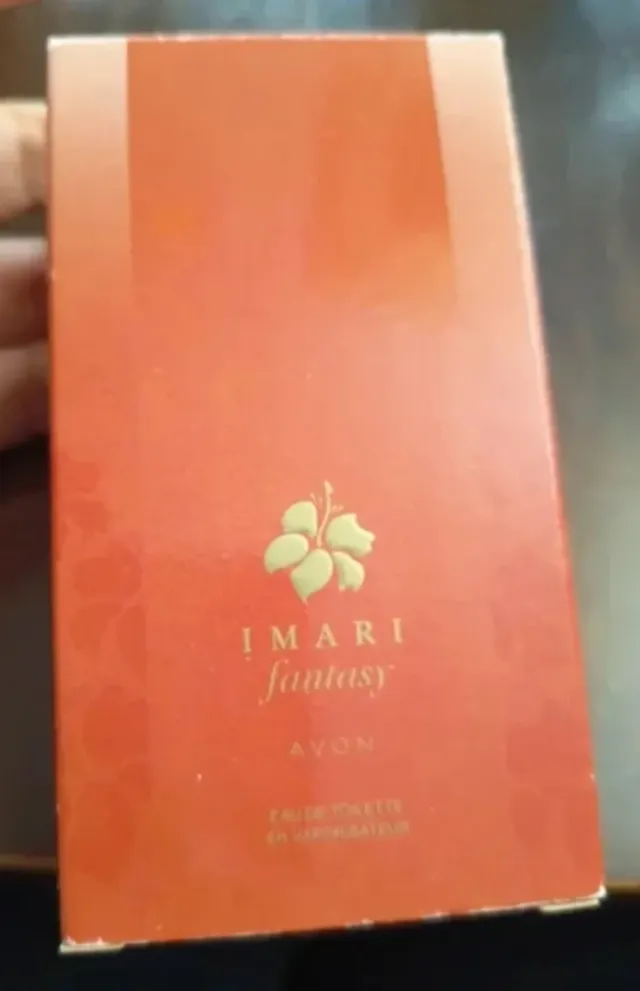 IMARI
fantasy
AVON
EAU DE TOILETTE
EN VAPORISATEUR